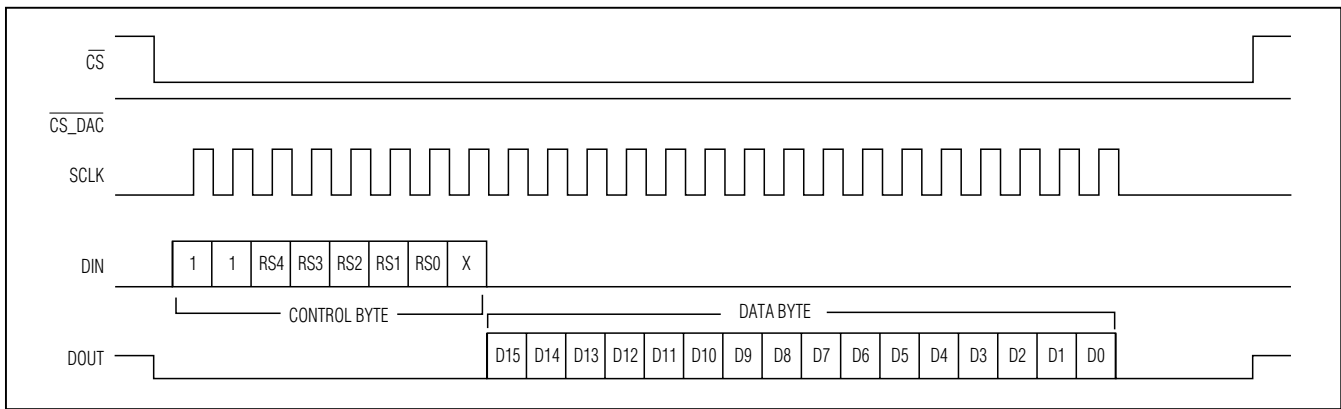 CS
CS_DAC
SCLK
DIN
1 1 RS4 RS3 RS2 RS1 RS0 X
CONTROL BYTE
DATA BYTE
DOUT
D15 D14 D13 D12 D11 D10 D9 D8 D7 D6 D5 D4 D3 D2 D1 D0